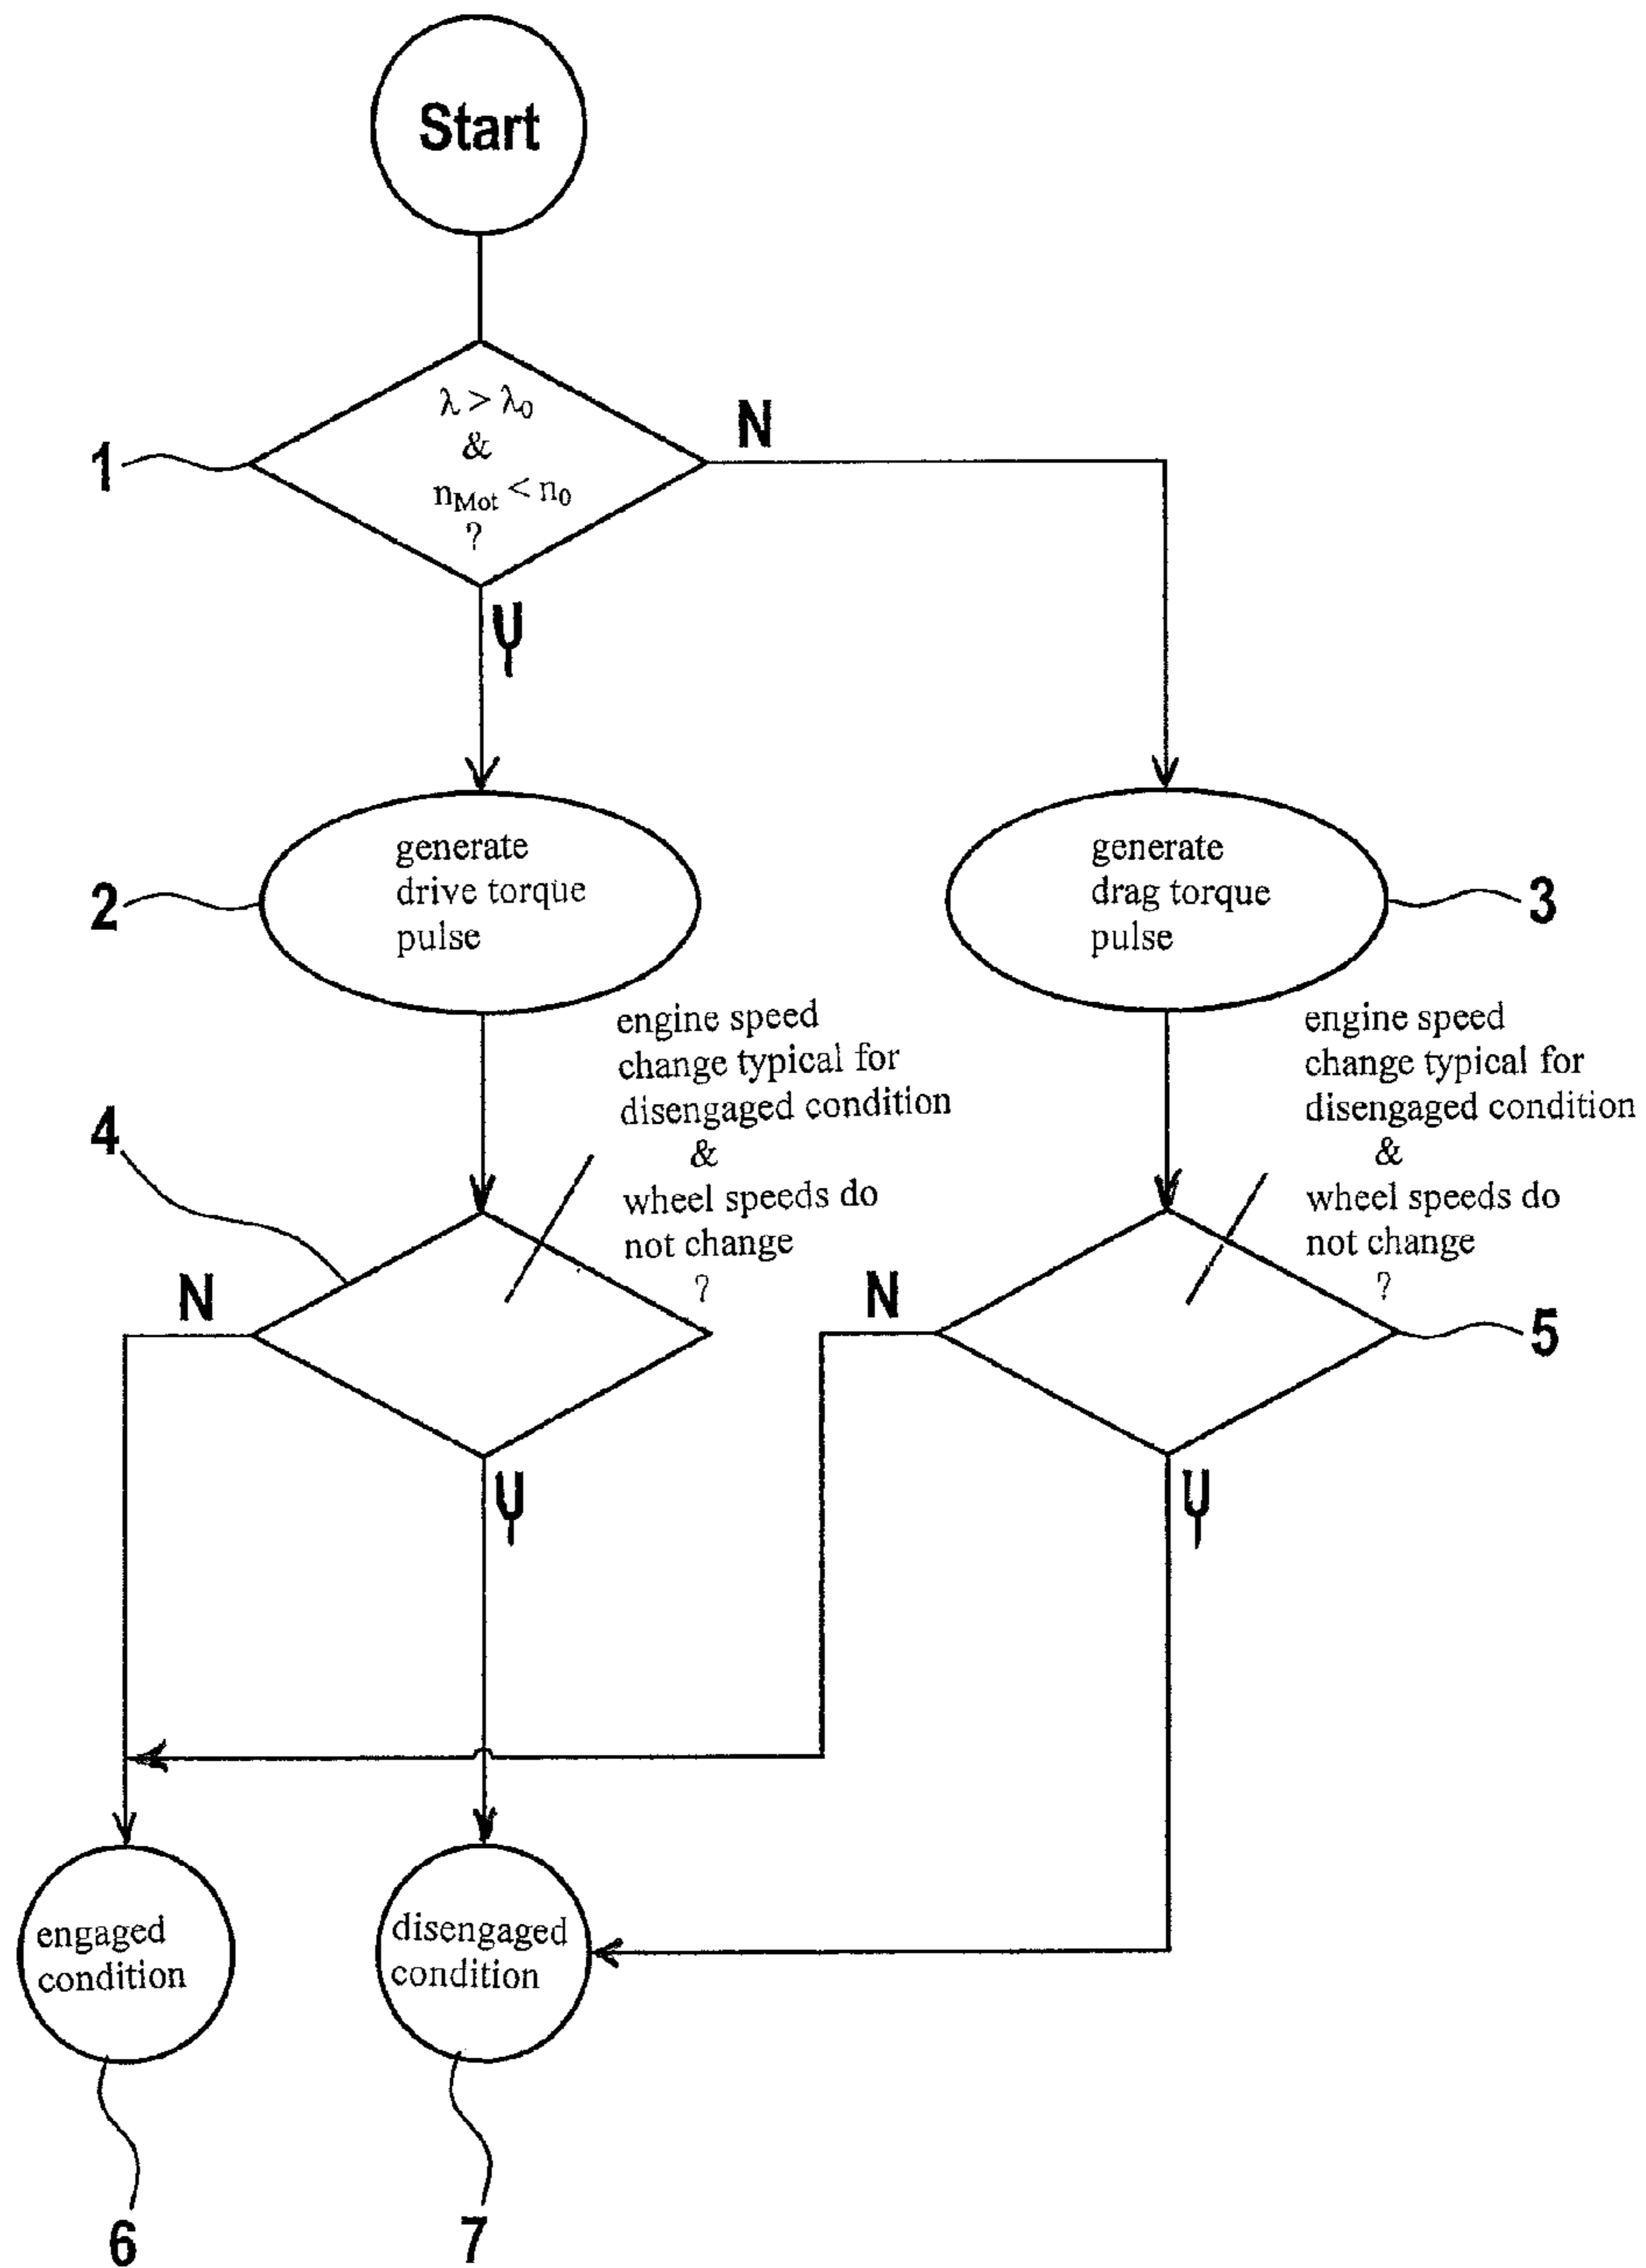 Start
λ > λ0
&
nMot < n0
?
1
N
Y
generate
drive torque
pulse
2
generate
drag torque
pulse
3
engine speed
change typical for
disengaged condition
&
wheel speeds do
not change
?
4
N
Y
engine speed
change typical for
disengaged condition
&
wheel speeds do
not change
?
N
5
Y
engaged
condition
disengaged
condition
6
7